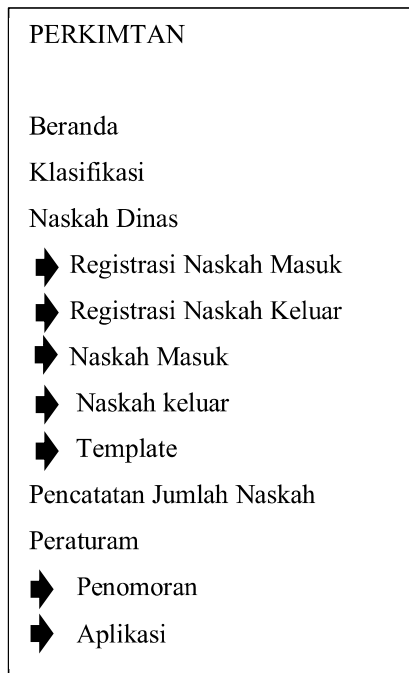 PERKIMTAN
Beranda
Klasifikasi
Naskah Dinas
Registrasi Naskah Masuk
Registrasi Naskah Keluar
Naskah Masuk
Naskah keluar
Template
Pencatatan Jumlah Naskah
Peraturam
Penomoran
Aplikasi